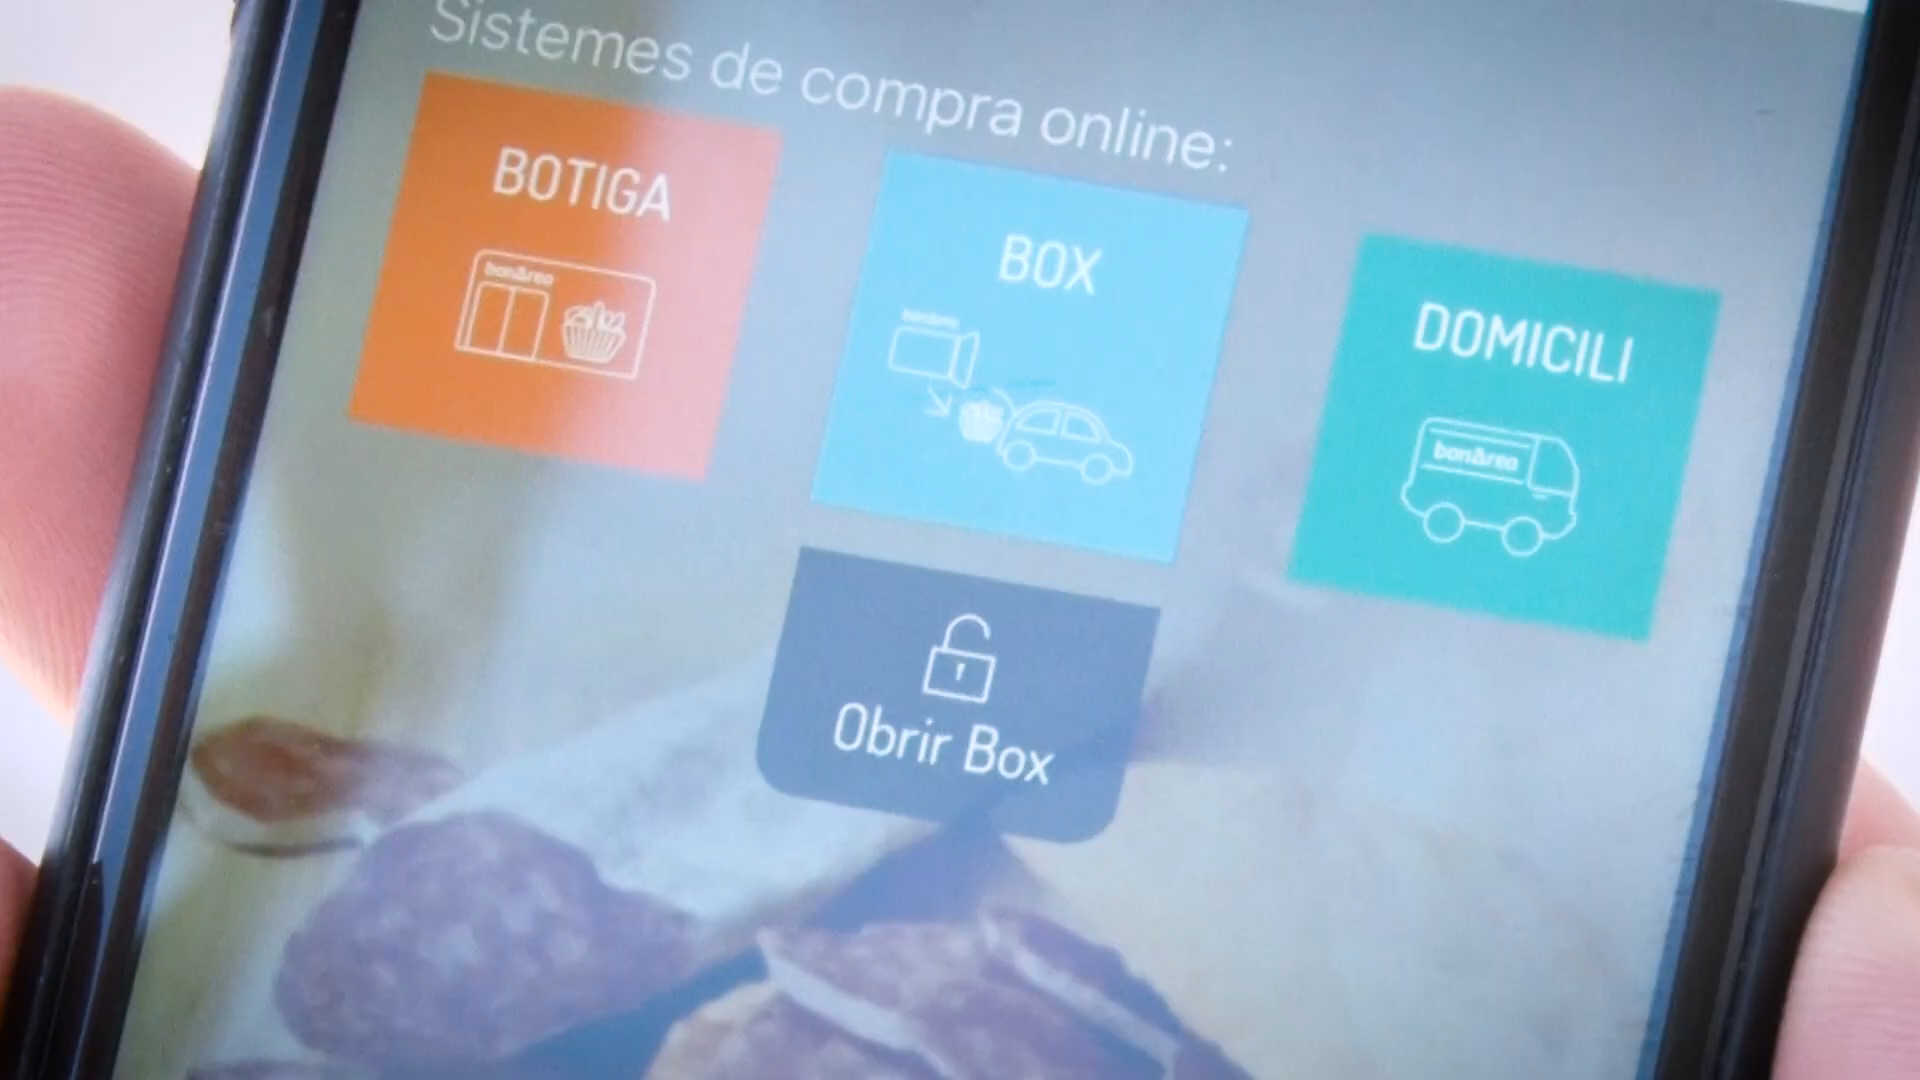 Sistemes de compra online:
BOTIGA
bonÀrea
BOX
bonÀrea
DOMICILI
bonÀrea
Obrir Box